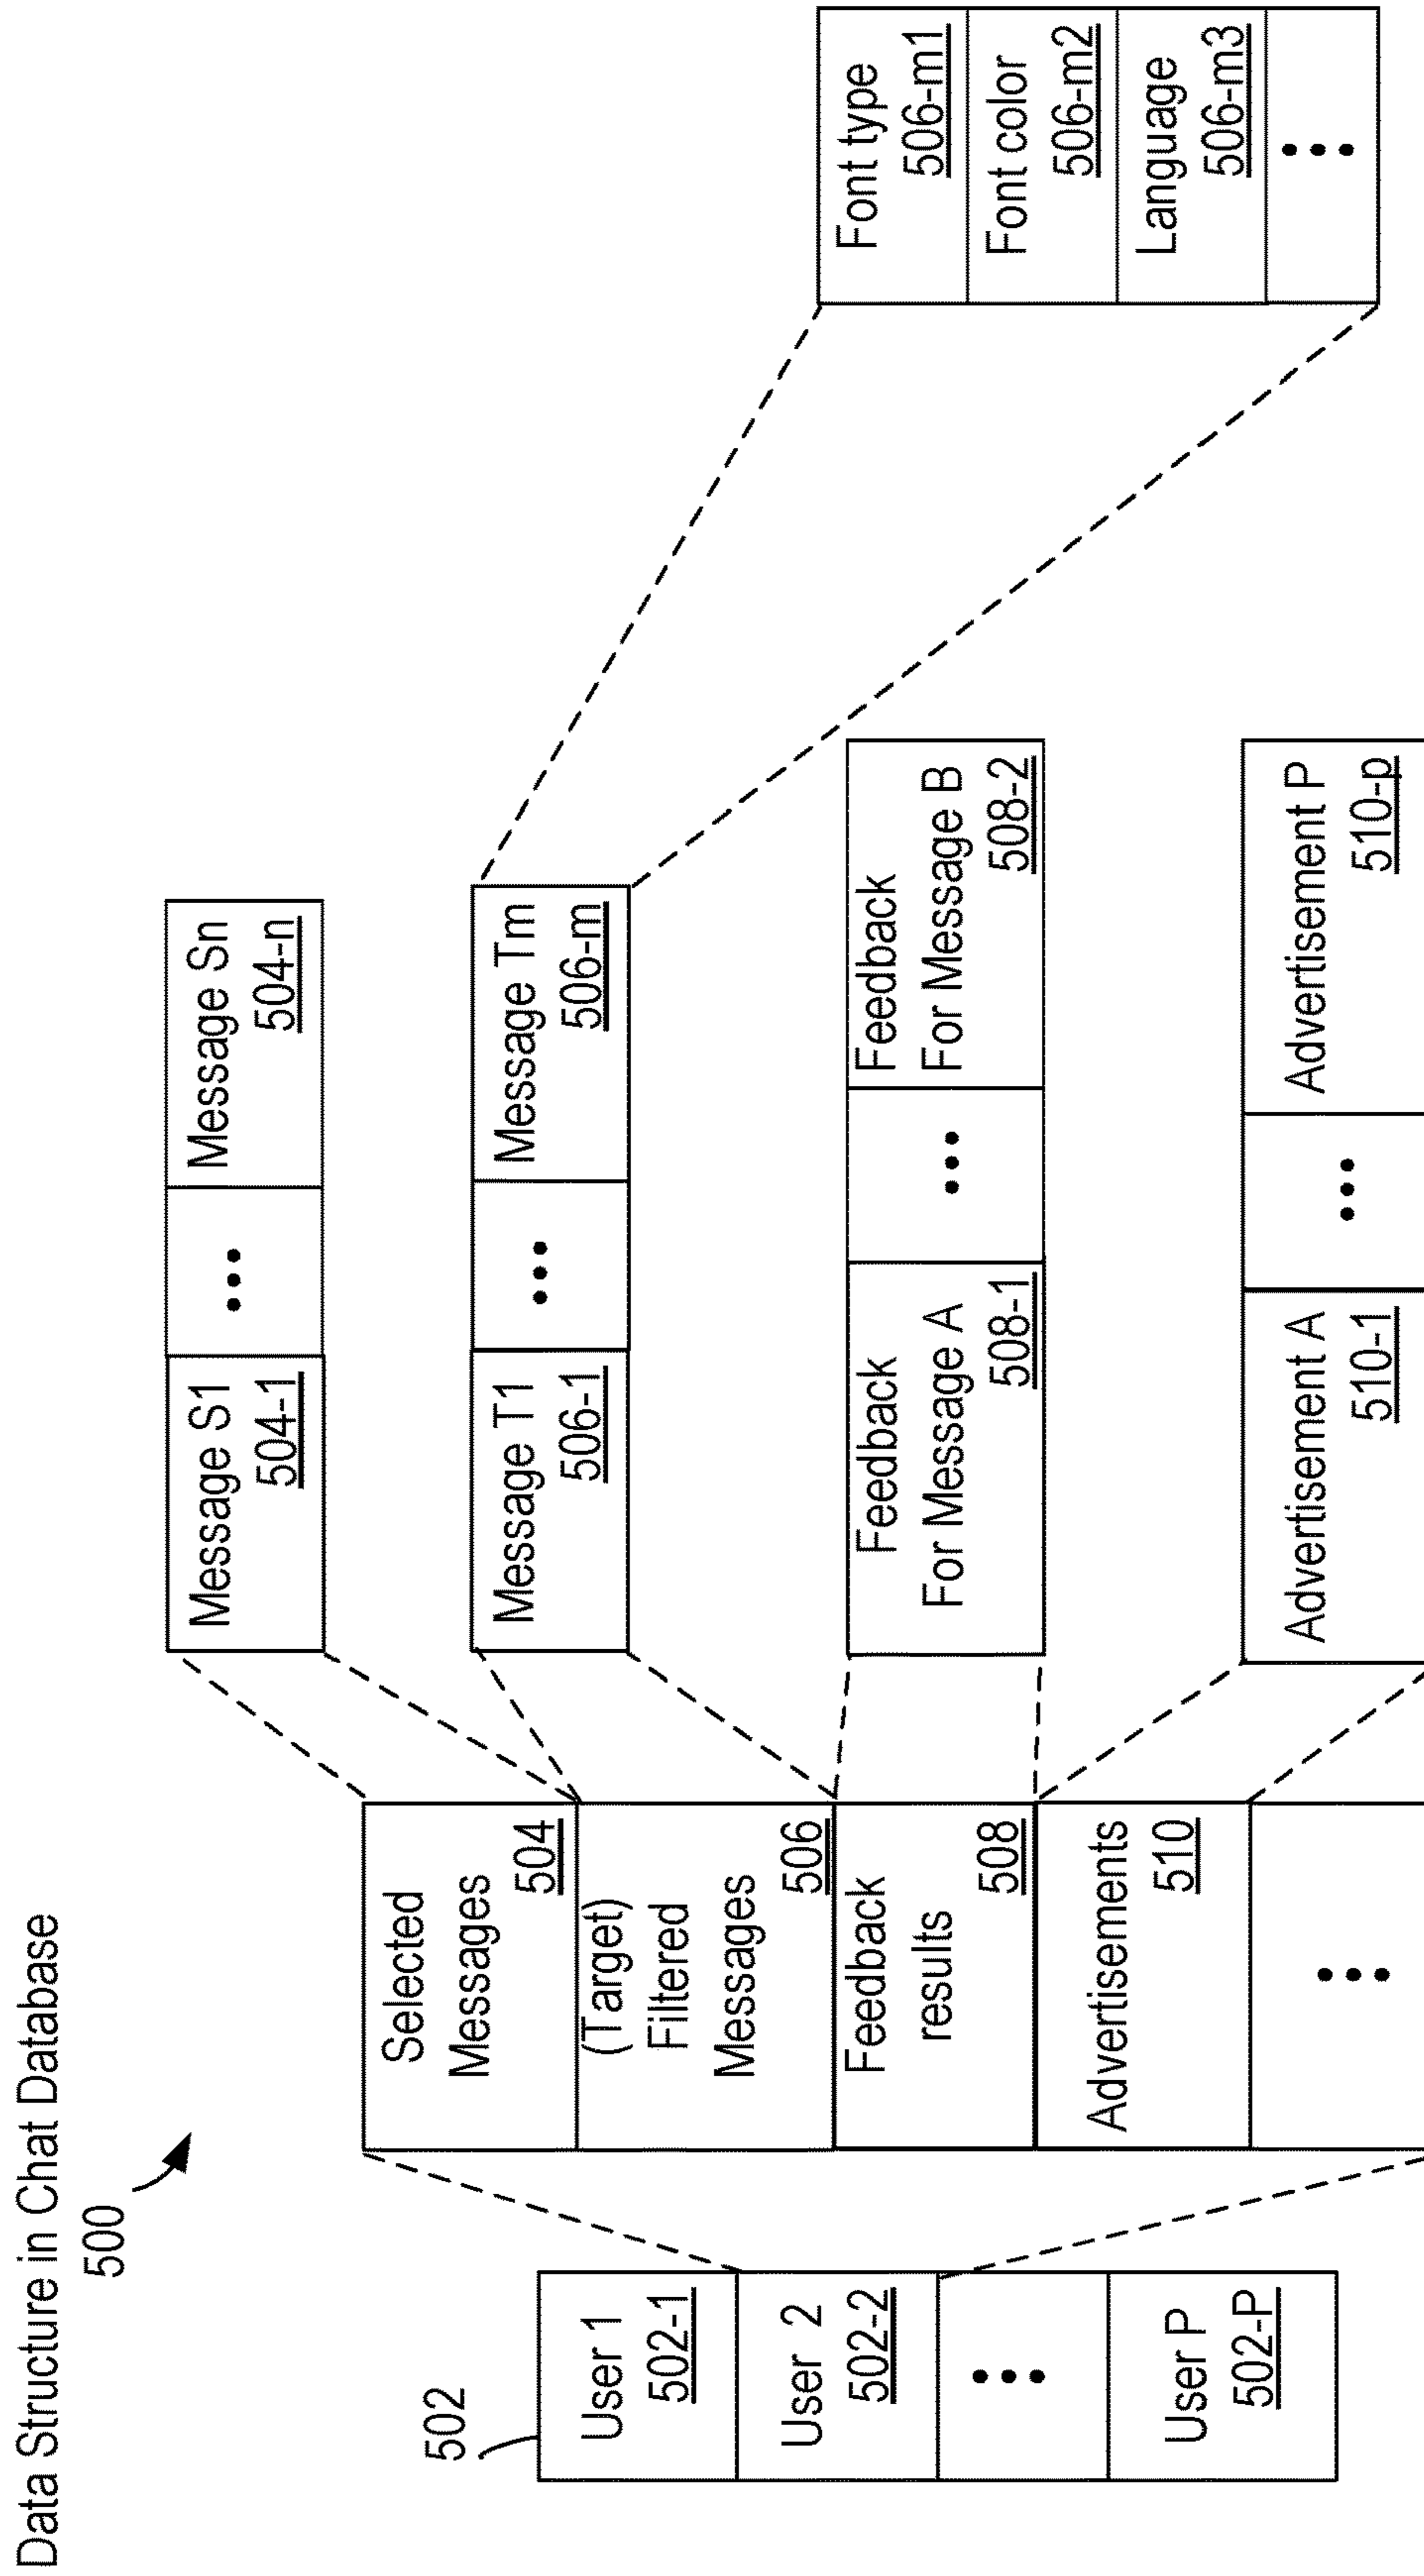 Data Structure in Chat Database
500
502
User 1
502-1
User 2
502-2
User P
502-P
Selected
Messages
504
(Target)
Filtered
Messages
506
Feedback
results
508
Advertisements
510
Message S1
504-1
Message Sn
504-n
Message T1
506-1
Message Tm
506-m
Feedback
For Message A
508-1
Feedback
For Message B
508-2
Advertisement A
510-1
Advertisement P
510-p
Font type
506-m1
Font color
506-m2
Language
506-m3